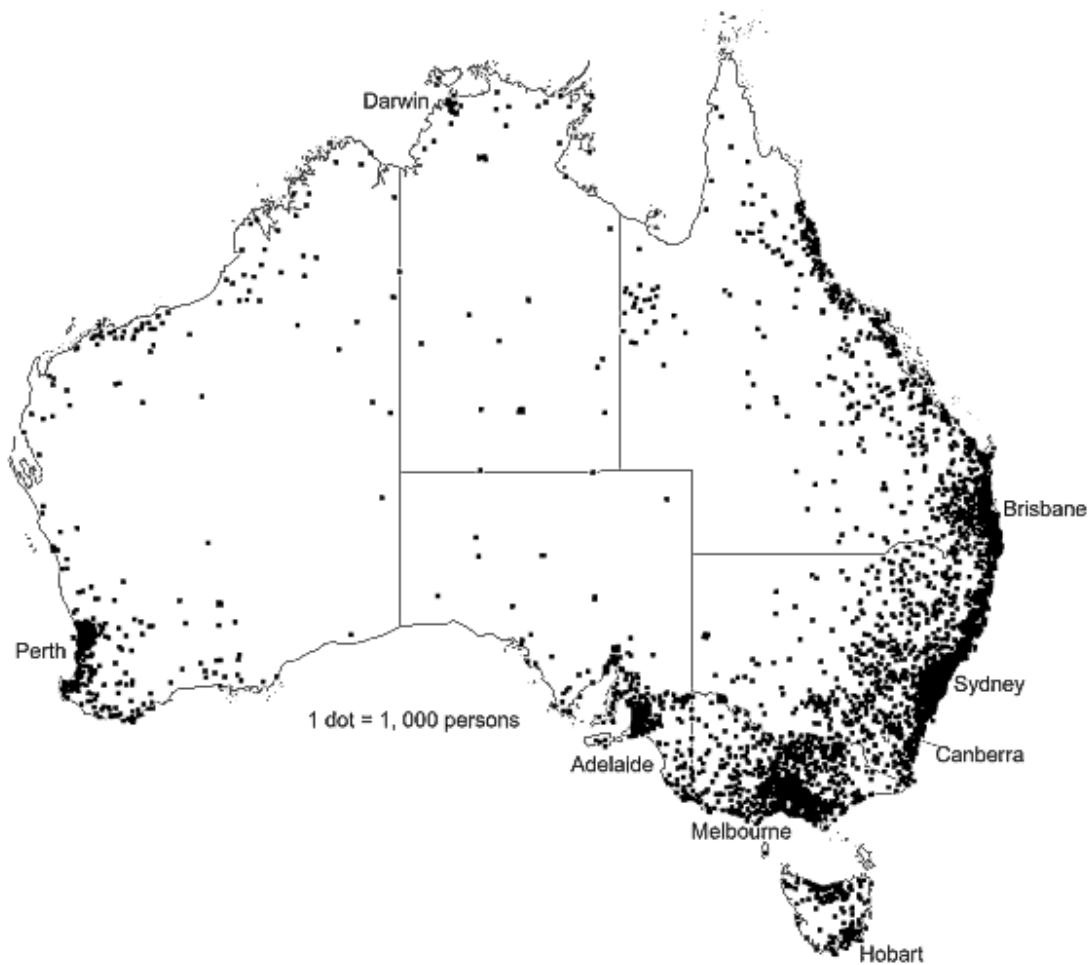 Darwin
Brisbane
Perth
Sydney
1 dot = 1, 000 persons
Canberra
Adelaide
Melbourne
Hobart